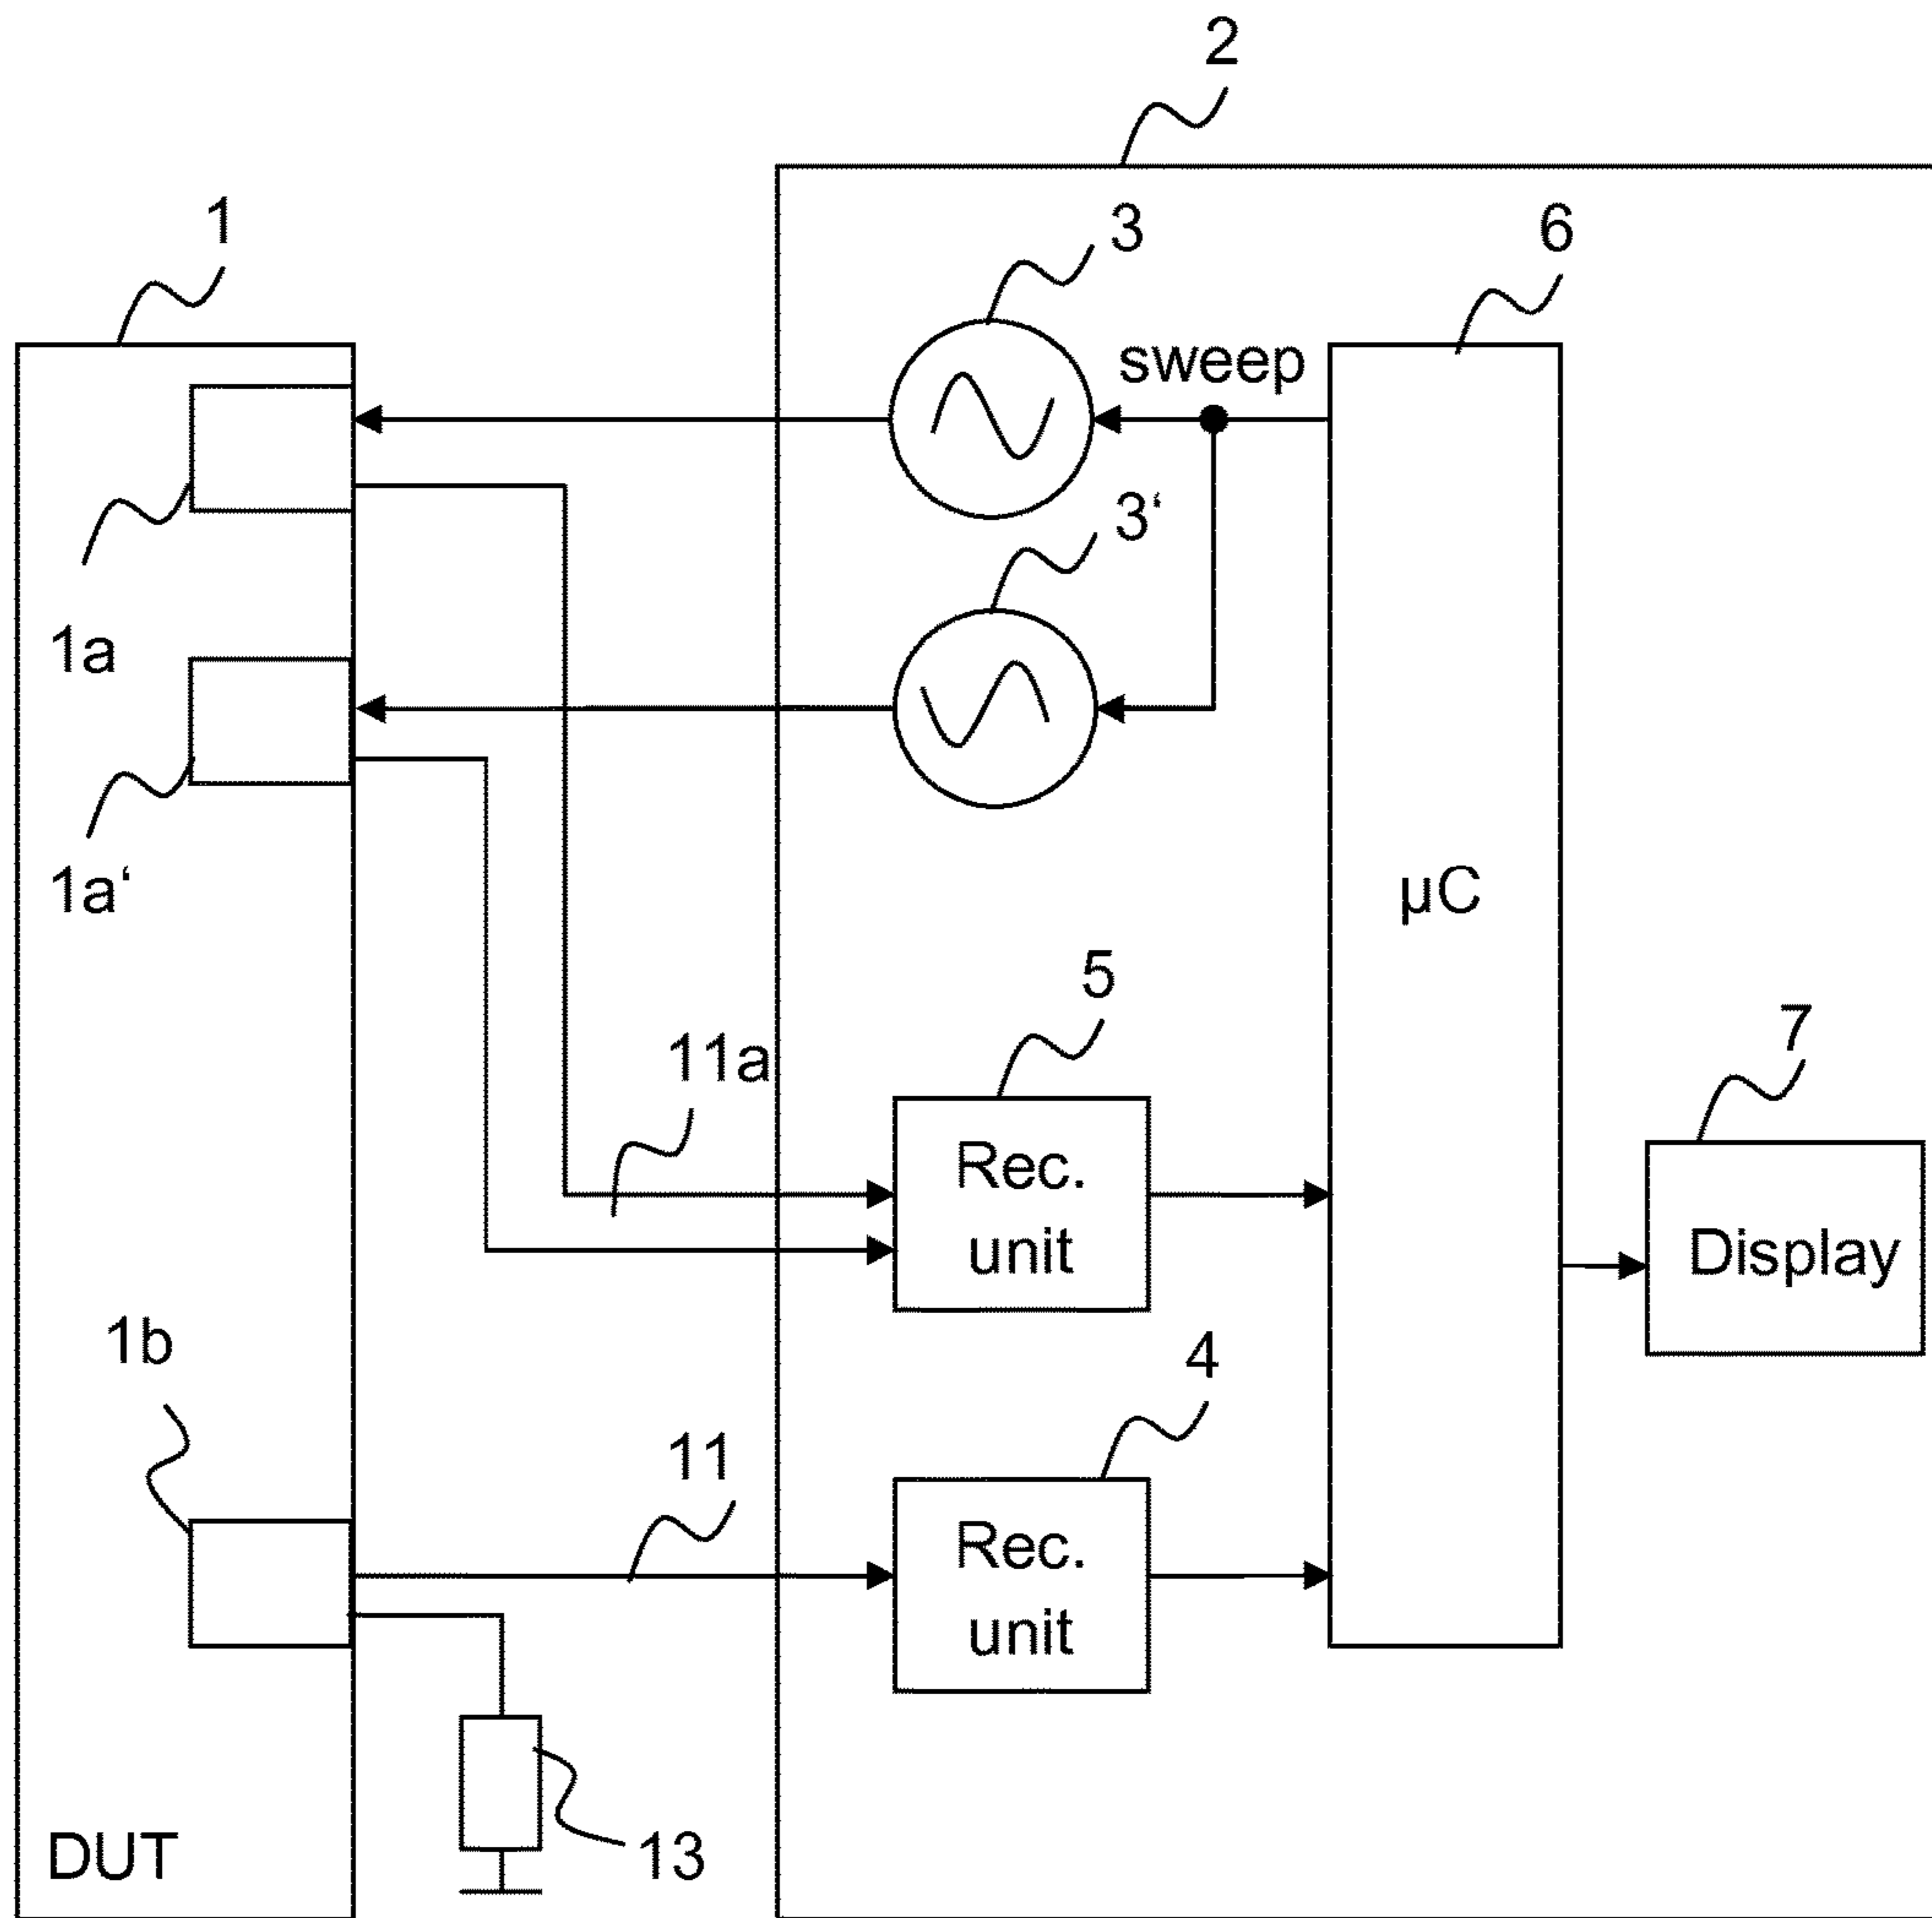 2
1
3
6
sweep
3‘
1a
1a‘
µC
5
11a
7
Rec.
unit
Display
1b
4
11
Rec.
unit
13
DUT